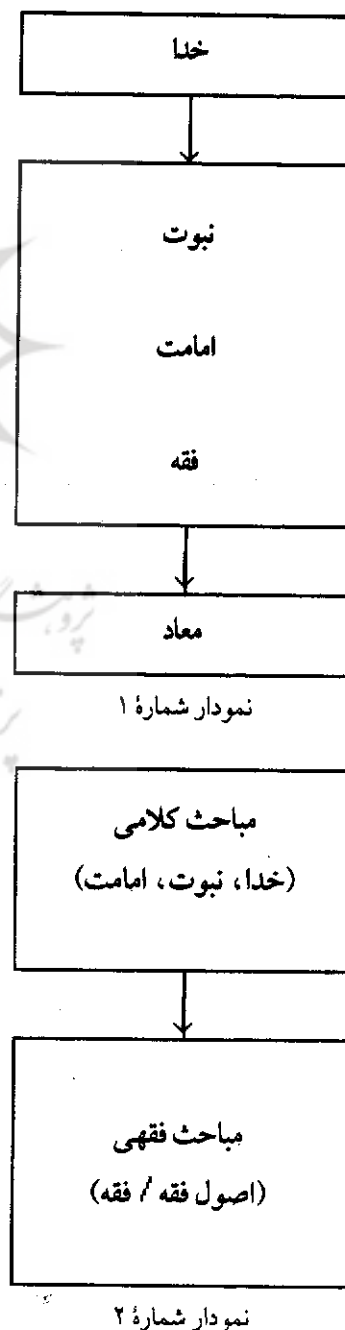 خدا
نبوت
امامت
فقه
معاد
نمودار شمارهٔ ۱
مباحث کلامی
(خدا، نبوت، امامت)
مباحث فقهی
(اصول فقه / فقه)
نمودار شمارهٔ ۲